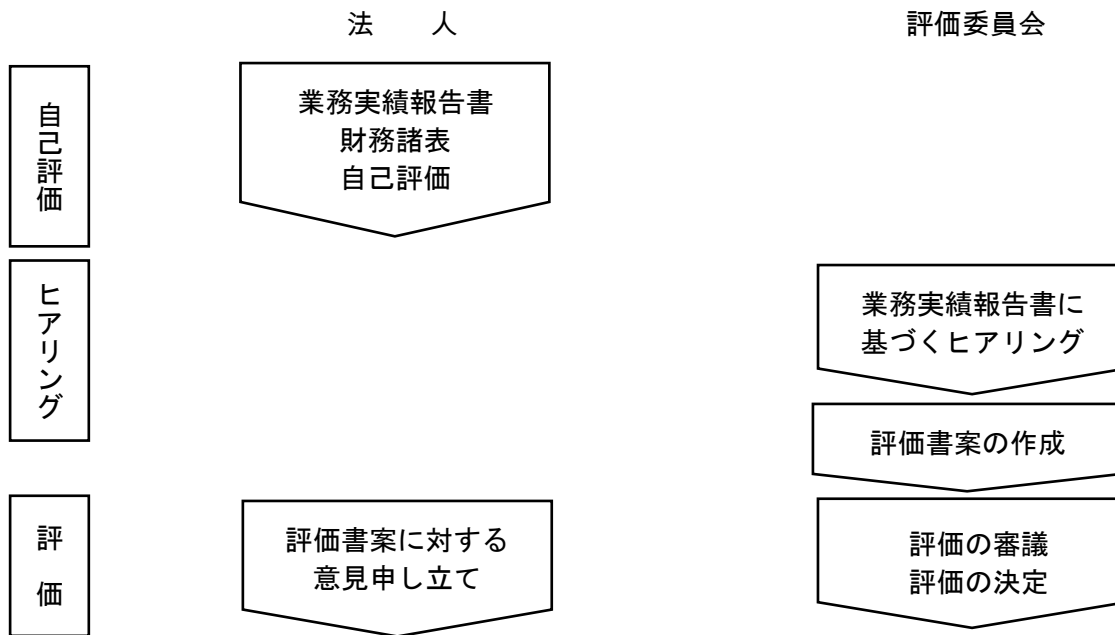 法　人
評価委員会
自己評価
業務実績報告書
財務諸表
自己評価
ヒアリング
業務実績報告書に
基づくヒアリング
評価書案の作成
評価
評価書案に対する
意見申し立て
評価の審議
評価の決定